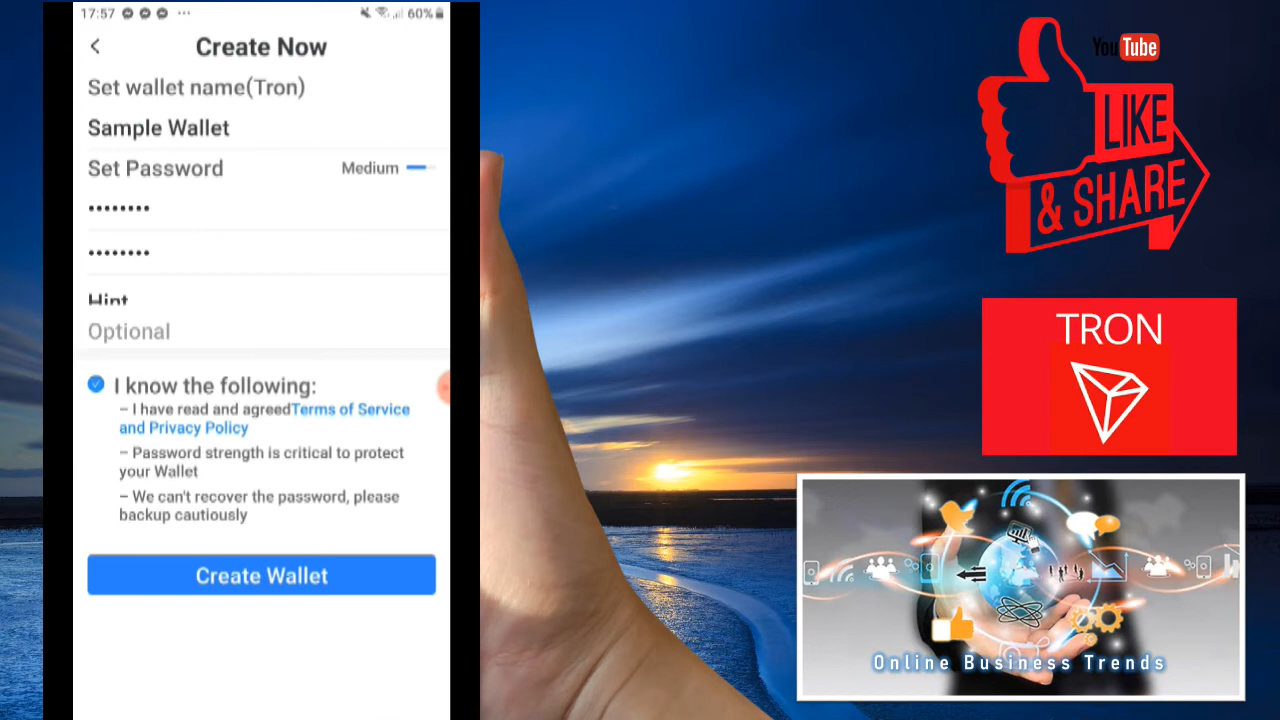 17:57
60%
Create Now
Set wallet name(Tron)
Sample Wallet
Set Password
Medium
••••••••
••••••••
Hint
Optional
I know the following:
– I have read and agreedTerms of Service
and Privacy Policy
– Password strength is critical to protect
your Wallet
– We can't recover the password, please
backup cautiously
Create Wallet
YouTube
LIKE
& SHARE
TRON
Online Business Trends